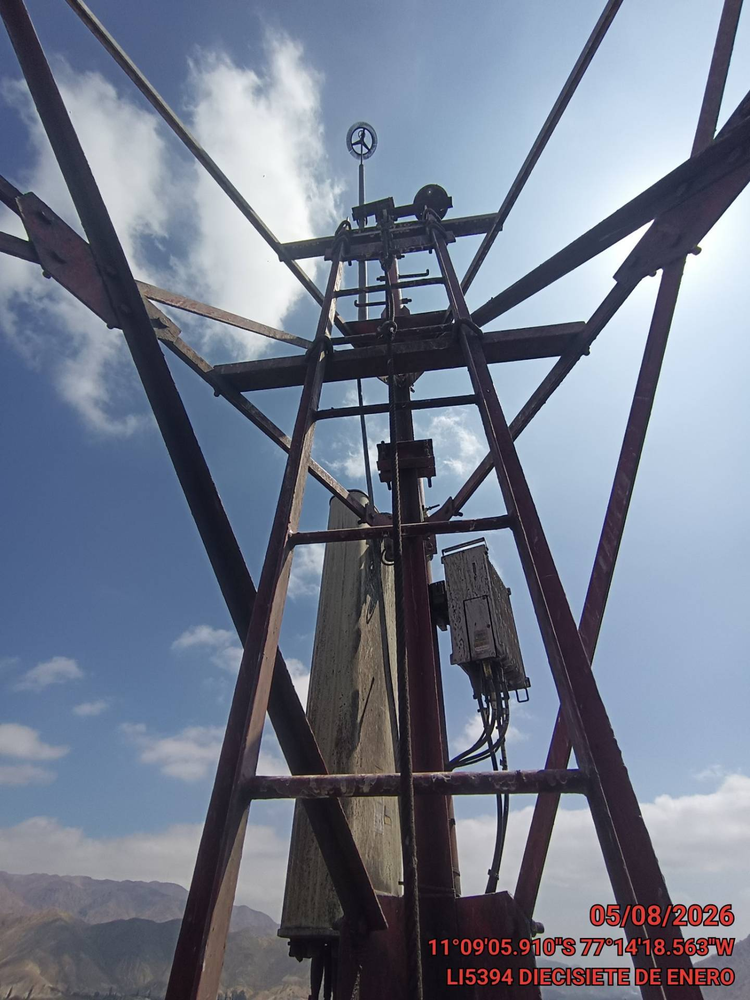 05/08/2026
11°09'05.910"S 77°14'18.563"W
LI5394 DIECISIETE DE ENERO